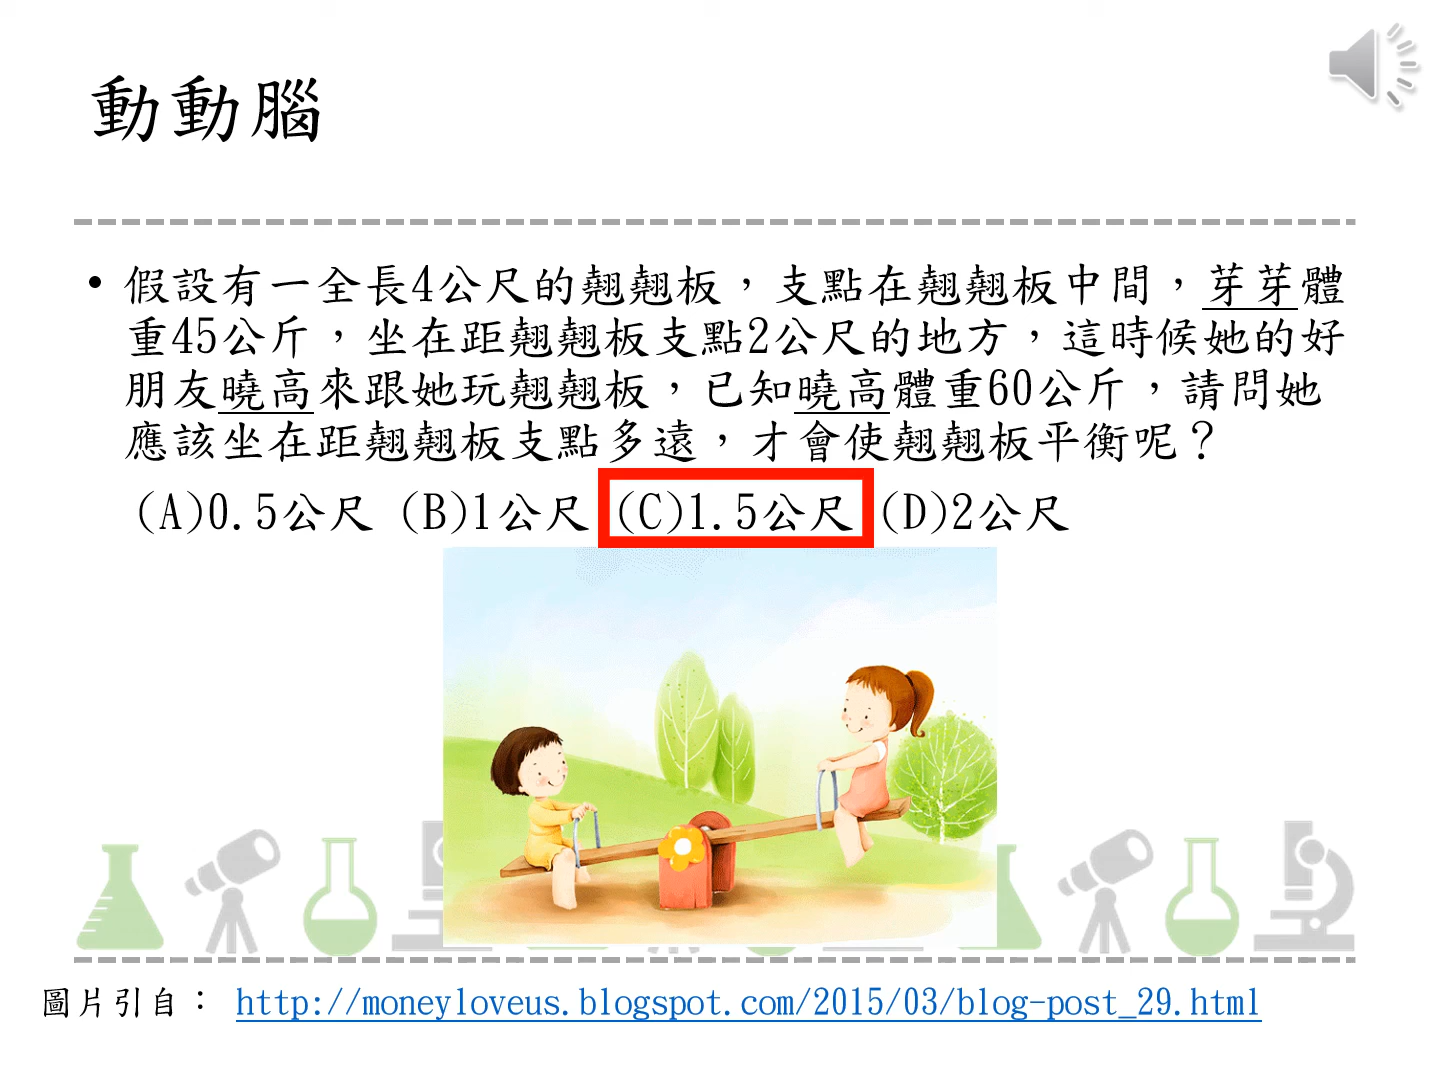 動動腦
• 假設有一全長4公尺的翹翹板，支點在翹翹板中間，芽芽體
重45公斤，坐在距翹翹板支點2公尺的地方，這時候她的好
朋友曉高來跟她玩翹翹板，已知曉高體重60公斤，請問她
應該坐在距翹翹板支點多遠，才會使翹翹板平衡呢？
(A)0.5公尺 (B)1公尺 (C)1.5公尺 (D)2公尺
圖片引自： http://moneyloveus.blogspot.com/2015/03/blog-post_29.html